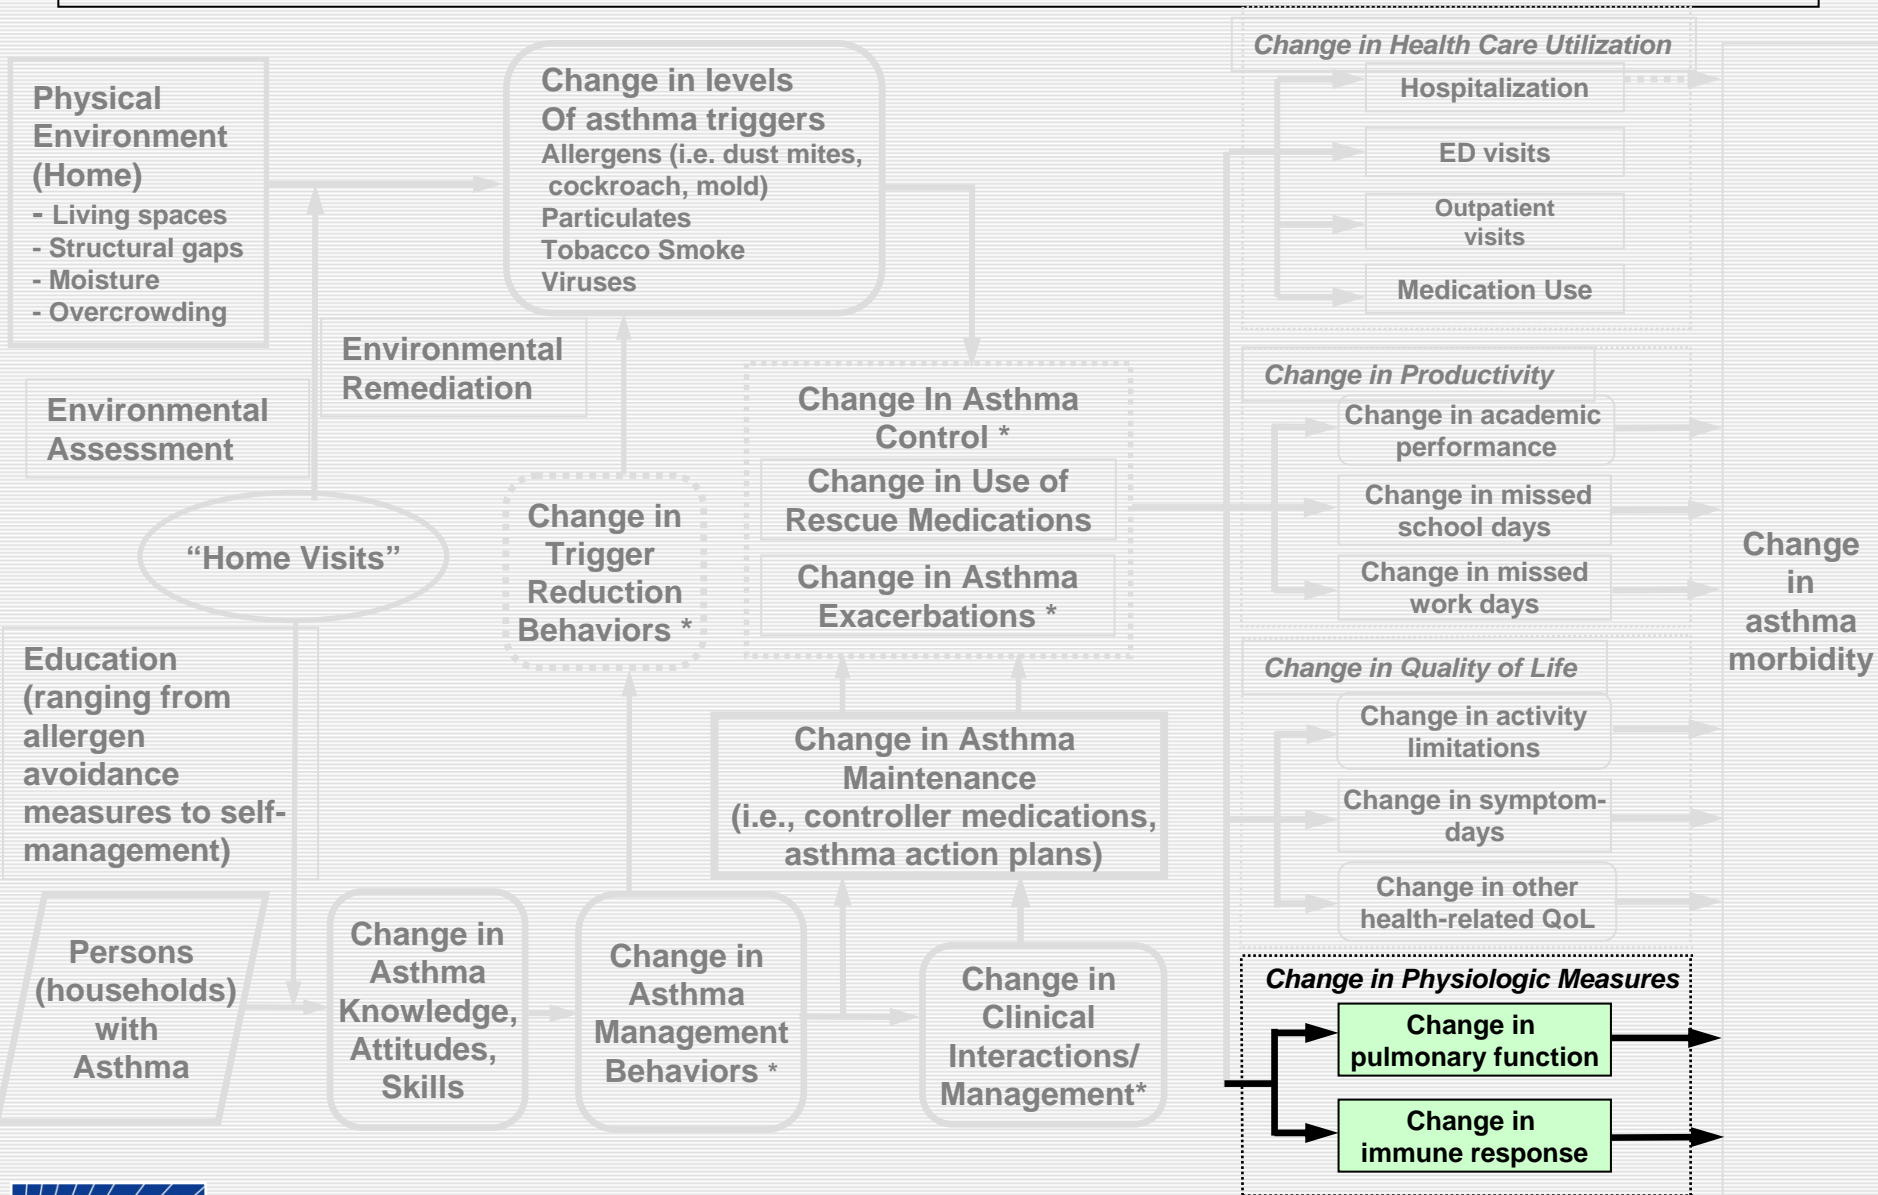 Physical
Environment
(Home)
- Living spaces
- Structural gaps
- Moisture
- Overcrowding
Change in levels
Of asthma triggers
Allergens (i.e. dust mites,
cockroach, mold)
Particulates
Tobacco Smoke
Viruses
Environmental
Remediation
Environmental
Assessment
“Home Visits”
Education
(ranging from
allergen
avoidance
measures to self-
management)
Persons
(households)
with
Asthma
Change in
Asthma
Knowledge,
Attitudes,
Skills
Change in
Trigger
Reduction
Behaviors *
Change in
Asthma
Management
Behaviors *
Change In Asthma
Control *
Change in Use of
Rescue Medications
Change in Asthma
Exacerbations *
Change in Asthma
Maintenance
(i.e., controller medications,
asthma action plans)
Change in
Clinical
Interactions/
Management*
Change in Health Care Utilization
Hospitalization
ED visits
Outpatient
visits
Medication Use
Change in Productivity
Change in academic
performance
Change in missed
school days
Change in missed
work days
Change in Quality of Life
Change in activity
limitations
Change in symptom-
days
Change in other
health-related QoL
Change in Physiologic Measures
Change in
pulmonary function
Change in
immune response
Change
in
asthma
morbidity